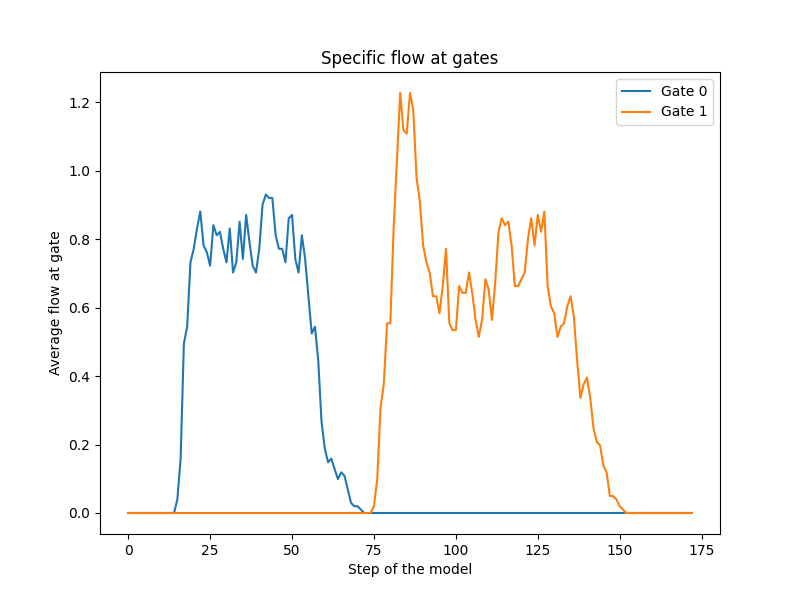 Specific flow at gates
Gate 0
Gate 1
Average flow at gate
1.2
1.0
0.8
0.6
0.4
0.2
0.0
0 25 50 75 100 125 150 175
Step of the model